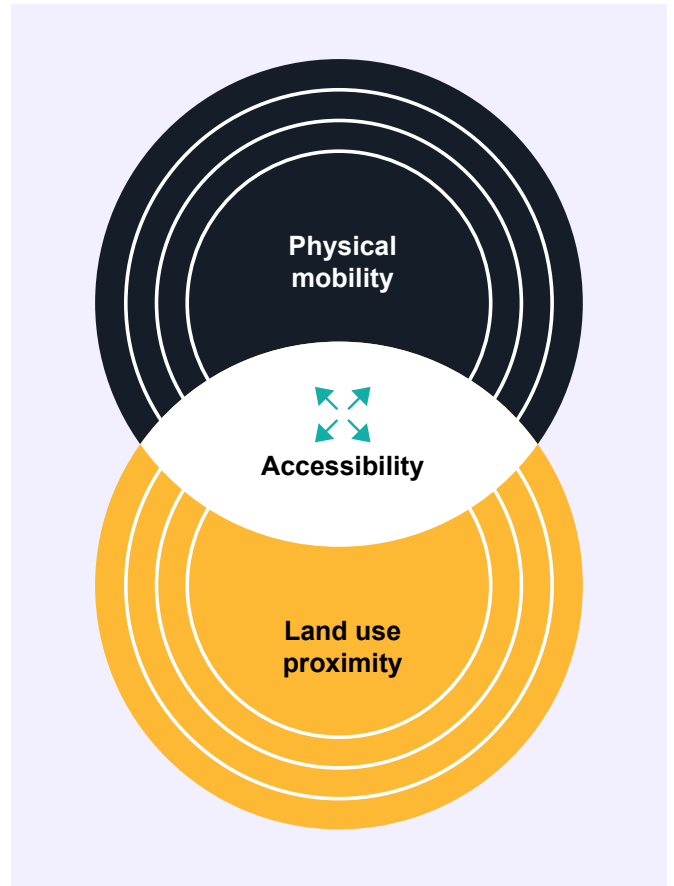 Physical
mobility
Accessibility
Land use
proximity